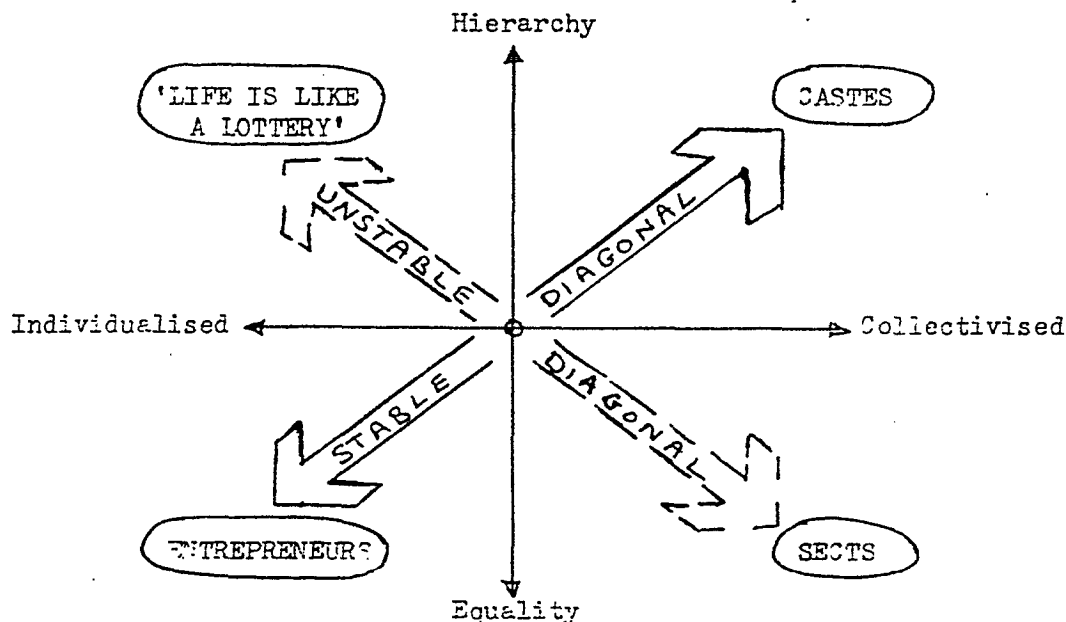 Hierarchy
'LIFE IS LIKE
A LOTTERY'
CASTES
UNSTABLE
DIAGONAL
Individualised
Collectivised
STABLE
DIAGONAL
ENTREPRENEURS
SECTS
Equality